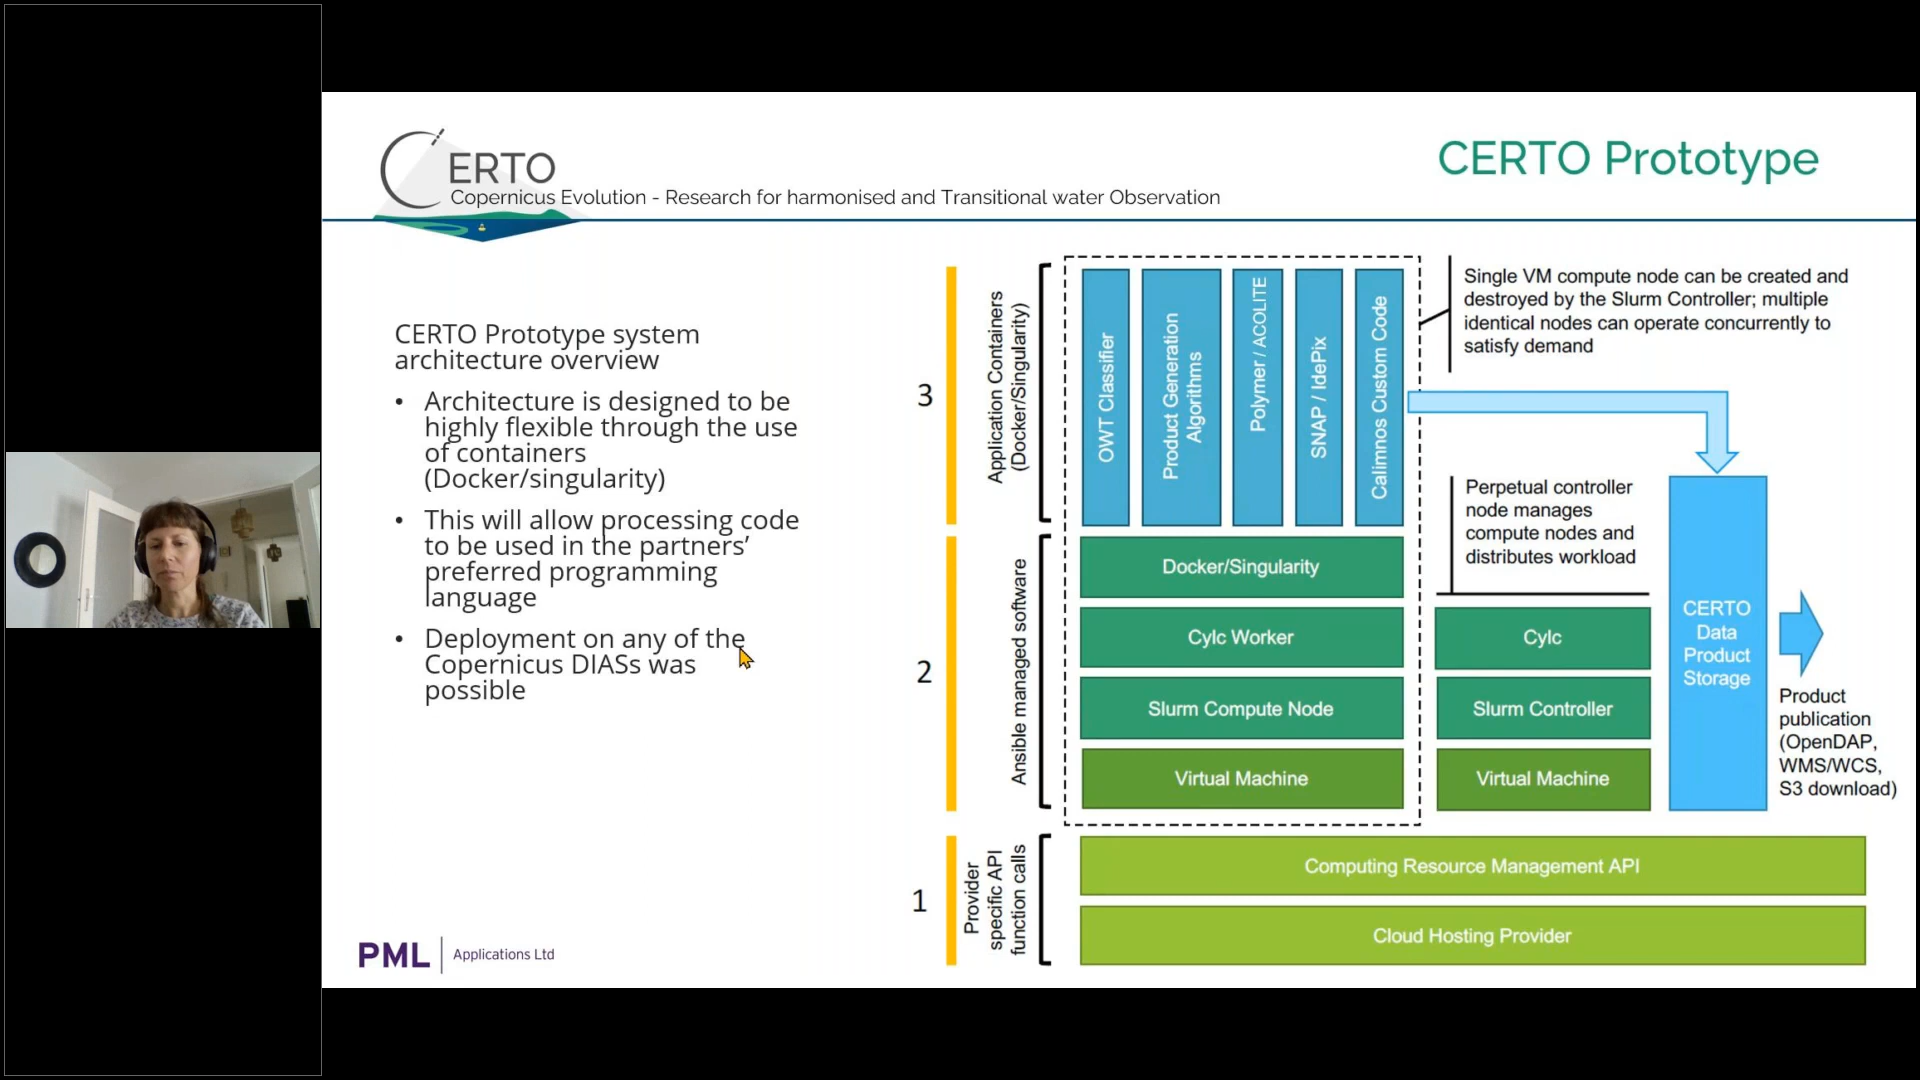 ERTO
Copernicus Evolution - Research for harmonised and Transitional water Observation
CERTO Prototype
CERTO Prototype system
architecture overview
• Architecture is designed to be
highly flexible through the use
of containers
(Docker/singularity)
• This will allow processing code
to be used in the partners'
preferred programming
language
• Deployment on any of the
Copernicus DIASs was
possible
PML
Applications Ltd
3
Application Containers
(Docker/Singularity)
OWT Classifier
Product Generation
Algorithms
Polymer / ACOLITE
SNAP / IdePix
Calimnos Custom Code
Single VM compute node can be created and
destroyed by the Slurm Controller; multiple
identical nodes can operate concurrently to
satisfy demand
2
Ansible managed software
Docker/Singularity
Cylc Worker
Slurm Compute Node
Virtual Machine
Perpetual controller
node manages
compute nodes and
distributes workload
Cylc
Slurm Controller
Virtual Machine
CERTO
Data
Product
Storage
Product
publication
(OpenDAP,
WMS/WCS,
S3 download)
1
Provider
specific API
function calls
Computing Resource Management API
Cloud Hosting Provider